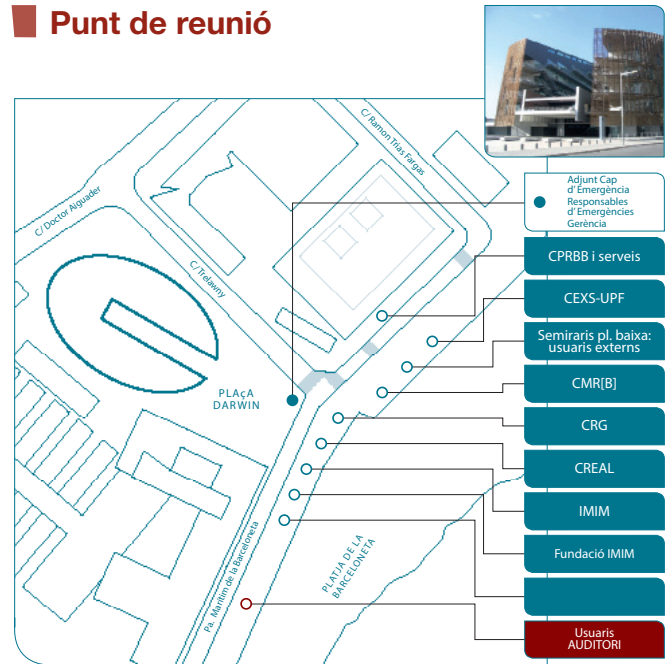 Punt de reunió
C/ Ramon Trias Fargas
C/ Doctor Aiguader
C/Trelawny
PLAçA
DARWIN
Pa. Marítim de la Barceloneta
PLATJA DE LA
BARCELONETA
Adjunt Cap
d'Emergència
Responsables
d'Emergències
Gerència
CPRBB i serveis
CEXS-UPF
Semiraris pl. baixa:
usuaris externs
CMR[B]
CRG
CREAL
IMIM
Fundació IMIM
Usuaris
AUDITORI